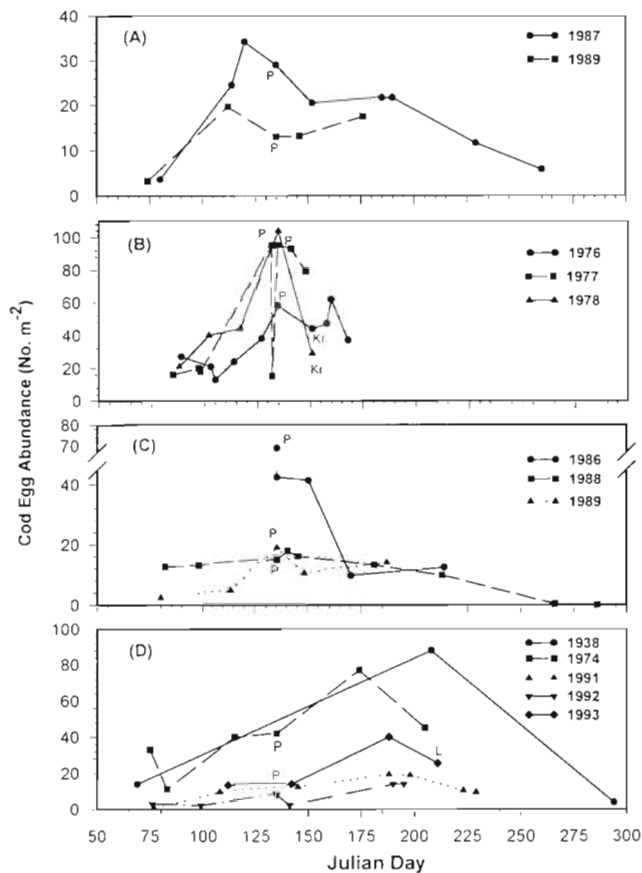 Cod Egg Abundance (No. m-2)
40
30
20
10
0
(A)
P
P
1987
1989
100
80
60
40
20
0
(B)
P
P
P
Kr
Kr
1976
1977
1978
80
70
40
20
0
(C)
P
P
P
1986
1988
1989
100
80
60
40
20
0
(D)
P
P
L
1938
1974
1991
1992
1993
50 75 100 125 150 175 200 225 250 275 300
Julian Day